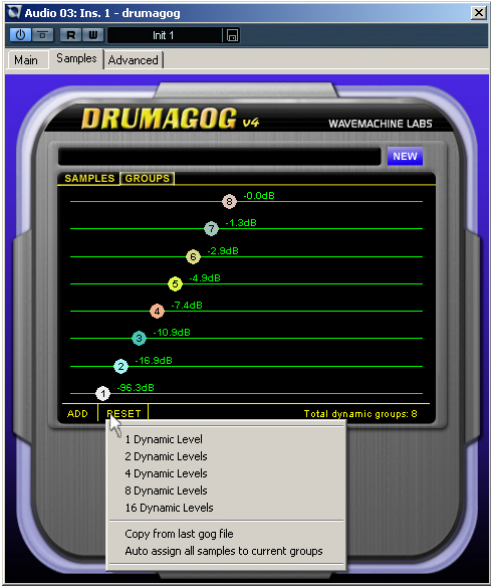 Audio 03: Ins. 1 - drumagog
R W Init 1
Main Samples Advanced
DRUMAGOG v4 WAVEMACHINE LABS
NEW
SAMPLES GROUPS
8 -0.0dB
7 -1.3dB
6 -2.9dB
5 -4.9dB
4 -7.4dB
3 -10.9dB
2 -16.9dB
1 -96.3dB
ADD RESET Total dynamic groups: 8
1 Dynamic Level
2 Dynamic Levels
4 Dynamic Levels
8 Dynamic Levels
16 Dynamic Levels
Copy from last gog file
Auto assign all samples to current groups